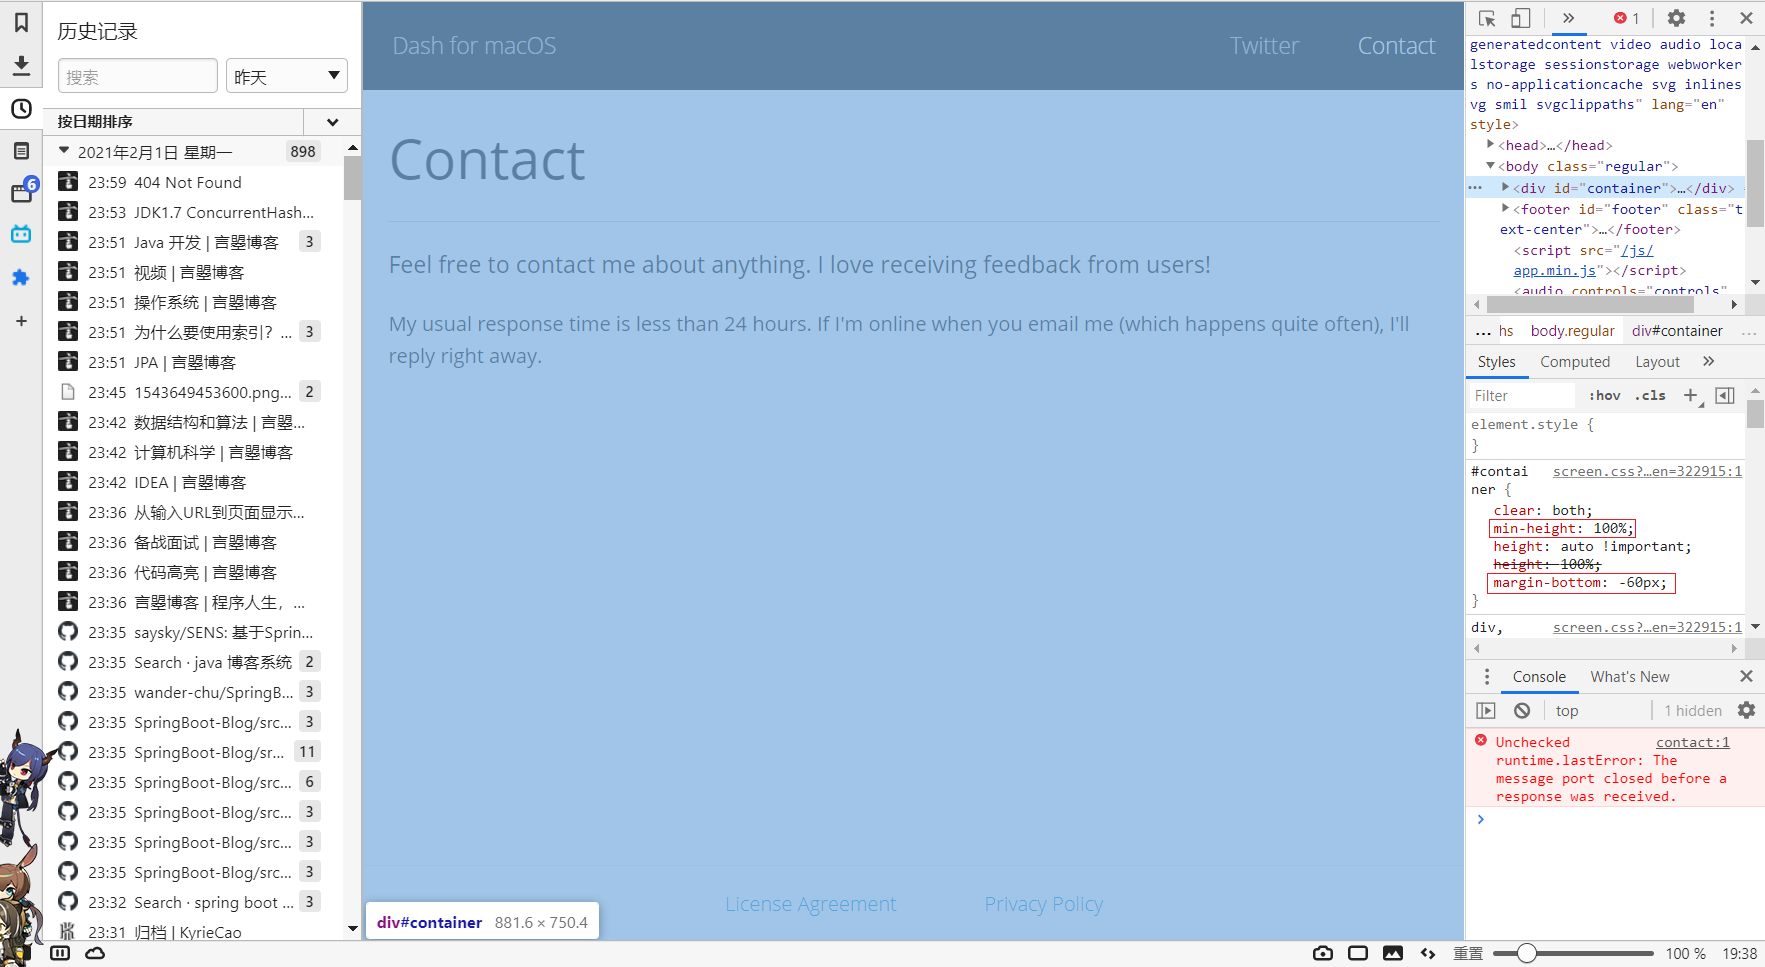 历史记录
搜索
昨天
按日期排序
2021年2月1日 星期一 898
23:59 404 Not Found
23:53 JDK1.7 ConcurrentHash...
23:51 Java 开发 | 言曌博客 3
23:51 视频 | 言曌博客
23:51 操作系统 | 言曌博客
23:51 为什么要使用索引？... 3
23:51 JPA | 言曌博客
23:45 1543649453600.png... 2
23:42 数据结构和算法 | 言曌...
23:42 计算机科学 | 言曌博客
23:42 IDEA | 言曌博客
23:36 从输入URL到页面显示...
23:36 备战面试 | 言曌博客
23:36 代码高亮 | 言曌博客
23:36 言曌博客 | 程序人生，...
23:35 saysky/SENS: 基于Sprin...
23:35 Search · java 博客系统 2
23:35 wander-chu/SpringB... 3
23:35 SpringBoot-Blog/src... 3
23:35 SpringBoot-Blog/sr... 11
23:35 SpringBoot-Blog/src... 6
23:35 SpringBoot-Blog/src... 3
23:35 SpringBoot-Blog/src... 3
23:35 SpringBoot-Blog/src... 3
23:32 Search · spring boot ... 3
23:31 归档 | KyrieCao
6
Dash for macOS
Twitter
Contact
Contact
Feel free to contact me about anything. I love receiving feedback from users!
My usual response time is less than 24 hours. If I'm online when you email me (which happens quite often), I'll
reply right away.
License Agreement
Privacy Policy
div#container 881.6 × 750.4
1
generatedcontent video audio loca
lstorage sessionstorage webworker
s no-applicationcache svg inlines
vg smil svgclippaths" lang="en"
style>
<head>…</head>
<body class="regular">
<div id="container">…</div>
<footer id="footer" class="t
ext-center">…</footer>
<script src="/js/
app.min.js"></script>
<audio controls="controls"
... hs body.regular div#container ...
Styles Computed Layout
Filter :hov .cls
element.style {
}
#contai screen.css?…en=322915:1
ner {
clear: both;
min-height: 100%;
height: auto !important;
height: 100%;
margin-bottom: -60px;
}
div, screen.css?…en=322915:1
Console What's New
top 1 hidden
Unchecked contact:1
runtime.lastError: The
message port closed before a
response was received.
重置 100 % 19:38